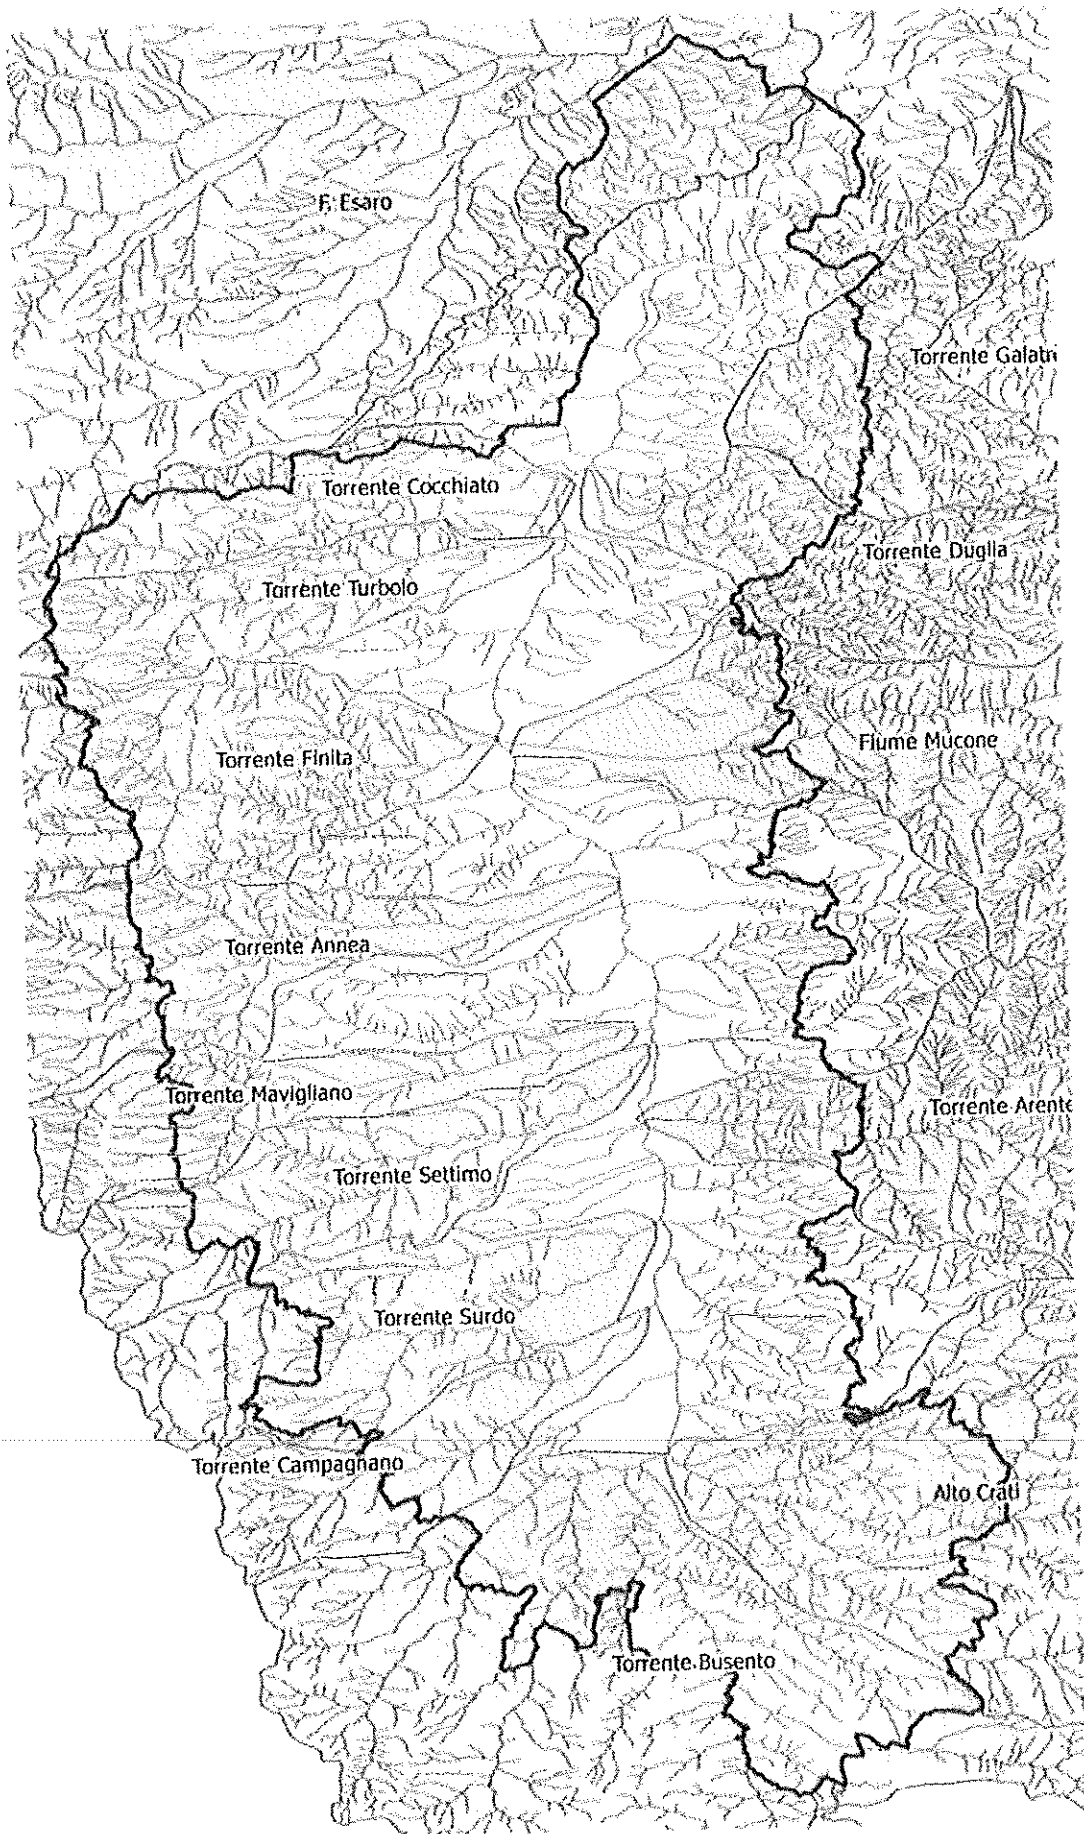 F. Esaro
Torrente Galatri
Torrente Cocchiato
Torrente Duglia
Torrente Turbolo
Fiume Mucone
Torrente Finita
Torrente Annea
Torrente Mavigliano
Torrente Arente
Torrente Settimo
Torrente Surdo
Torrente Campagnano
Alto Crati
Torrente Busento